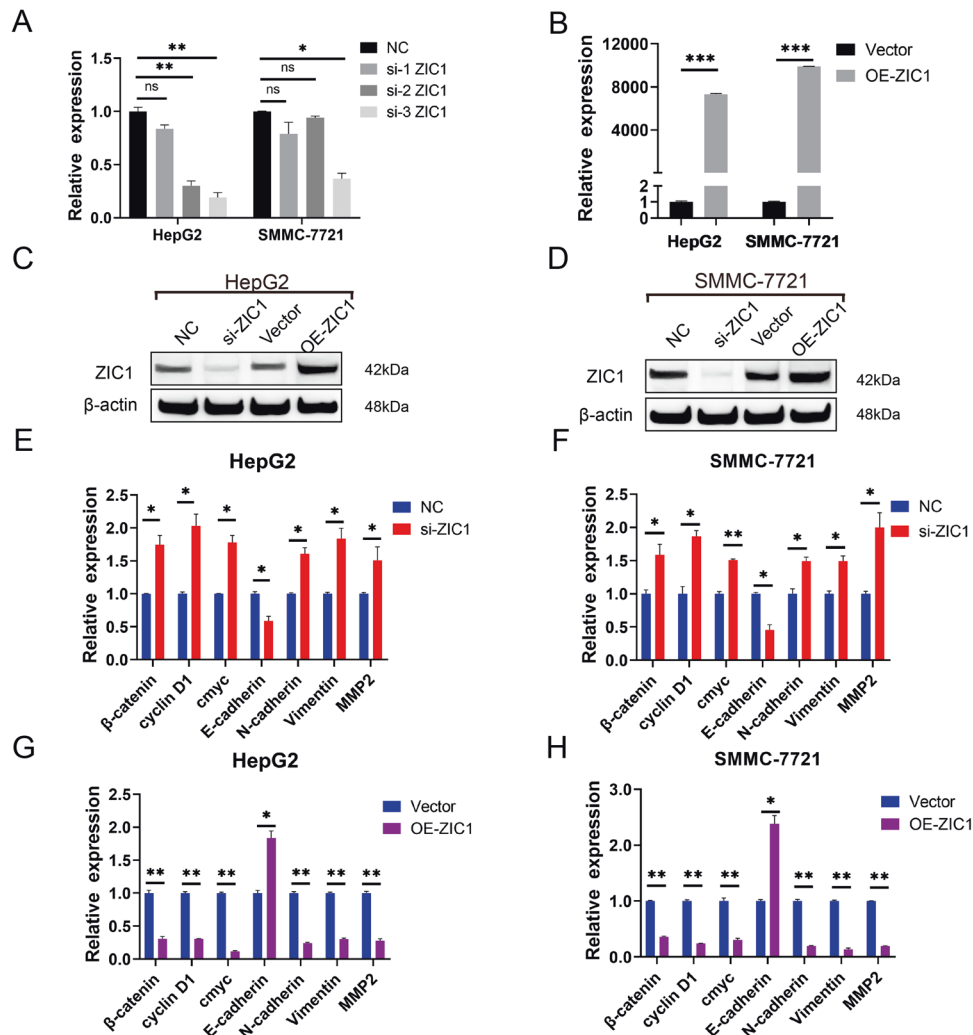 A
Relative expression
1.5
1.0
0.5
0.0
**
**
ns
*
ns
ns
NC
si-1 ZIC1
si-2 ZIC1
si-3 ZIC1
HepG2
SMMC-7721
B
Relative expression
12000
8000
4000
2
1
0
***
***
Vector
OE-ZIC1
HepG2
SMMC-7721
C
HepG2
NC
si-ZIC1
Vector
OE-ZIC1
ZIC1
42kDa
β-actin
48kDa
D
SMMC-7721
NC
si-ZIC1
Vector
OE-ZIC1
ZIC1
42kDa
β-actin
48kDa
E
HepG2
Relative expression
2.5
2.0
1.5
1.0
0.5
0.0
*
*
*
*
*
*
*
NC
si-ZIC1
β-catenin
cyclin D1
cmyc
E-cadherin
N-cadherin
Vimentin
MMP2
F
SMMC-7721
Relative expression
2.5
2.0
1.5
1.0
0.5
0.0
*
*
**
*
*
*
*
NC
si-ZIC1
β-catenin
cyclin D1
cmyc
E-cadherin
N-cadherin
Vimentin
MMP2
G
HepG2
Relative expression
2.5
2.0
1.5
1.0
0.5
0.0
**
**
**
*
**
**
**
Vector
OE-ZIC1
β-catenin
cyclin D1
cmyc
E-cadherin
N-cadherin
Vimentin
MMP2
H
SMMC-7721
Relative expression
3.0
2.0
1.0
0.0
**
**
**
*
**
**
**
Vector
OE-ZIC1
β-catenin
cyclin D1
cmyc
E-cadherin
N-cadherin
Vimentin
MMP2